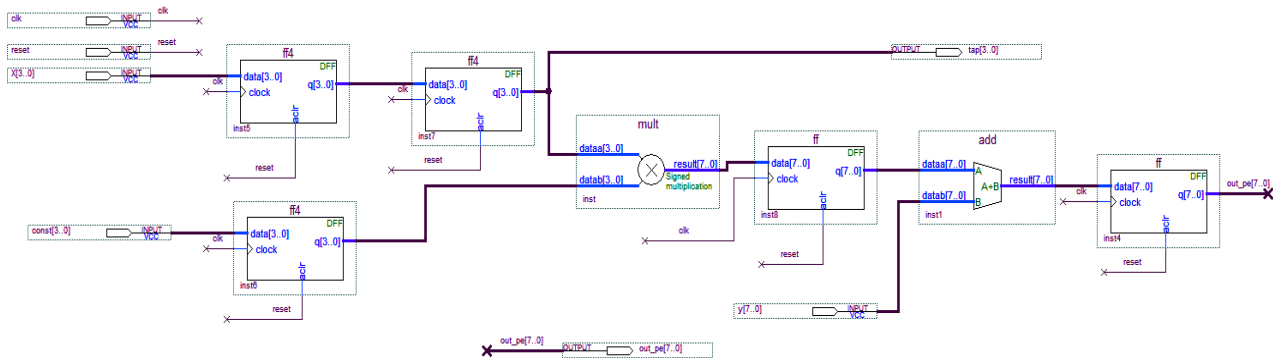 clk INPUT VCC clk
reset INPUT VCC reset
X[3..0] INPUT VCC
ff4
DFF
data[3..0]
q[3..0]
clk
clock
aclr
inst5
reset
ff4
DFF
data[3..0]
q[3..0]
clk
clock
aclr
inst7
reset
OUTPUT tap[3..0]
mult
dataa[3..0]
result[7..0]
Signed
multiplication
datab[3..0]
inst
ff
DFF
data[7..0]
q[7..0]
clock
aclr
inst8
clk
reset
add
dataa[7..0]
A
A+B
result[7..0]
datab[7..0]
B
inst1
ff
DFF
data[7..0]
q[7..0]
clk
clock
aclr
inst4
reset
out_pe[7..0]
const[3..0] INPUT VCC
ff4
DFF
data[3..0]
q[3..0]
clk
clock
aclr
inst6
reset
y[7..0] INPUT VCC
out_pe[7..0] OUTPUT out_pe[7..0]